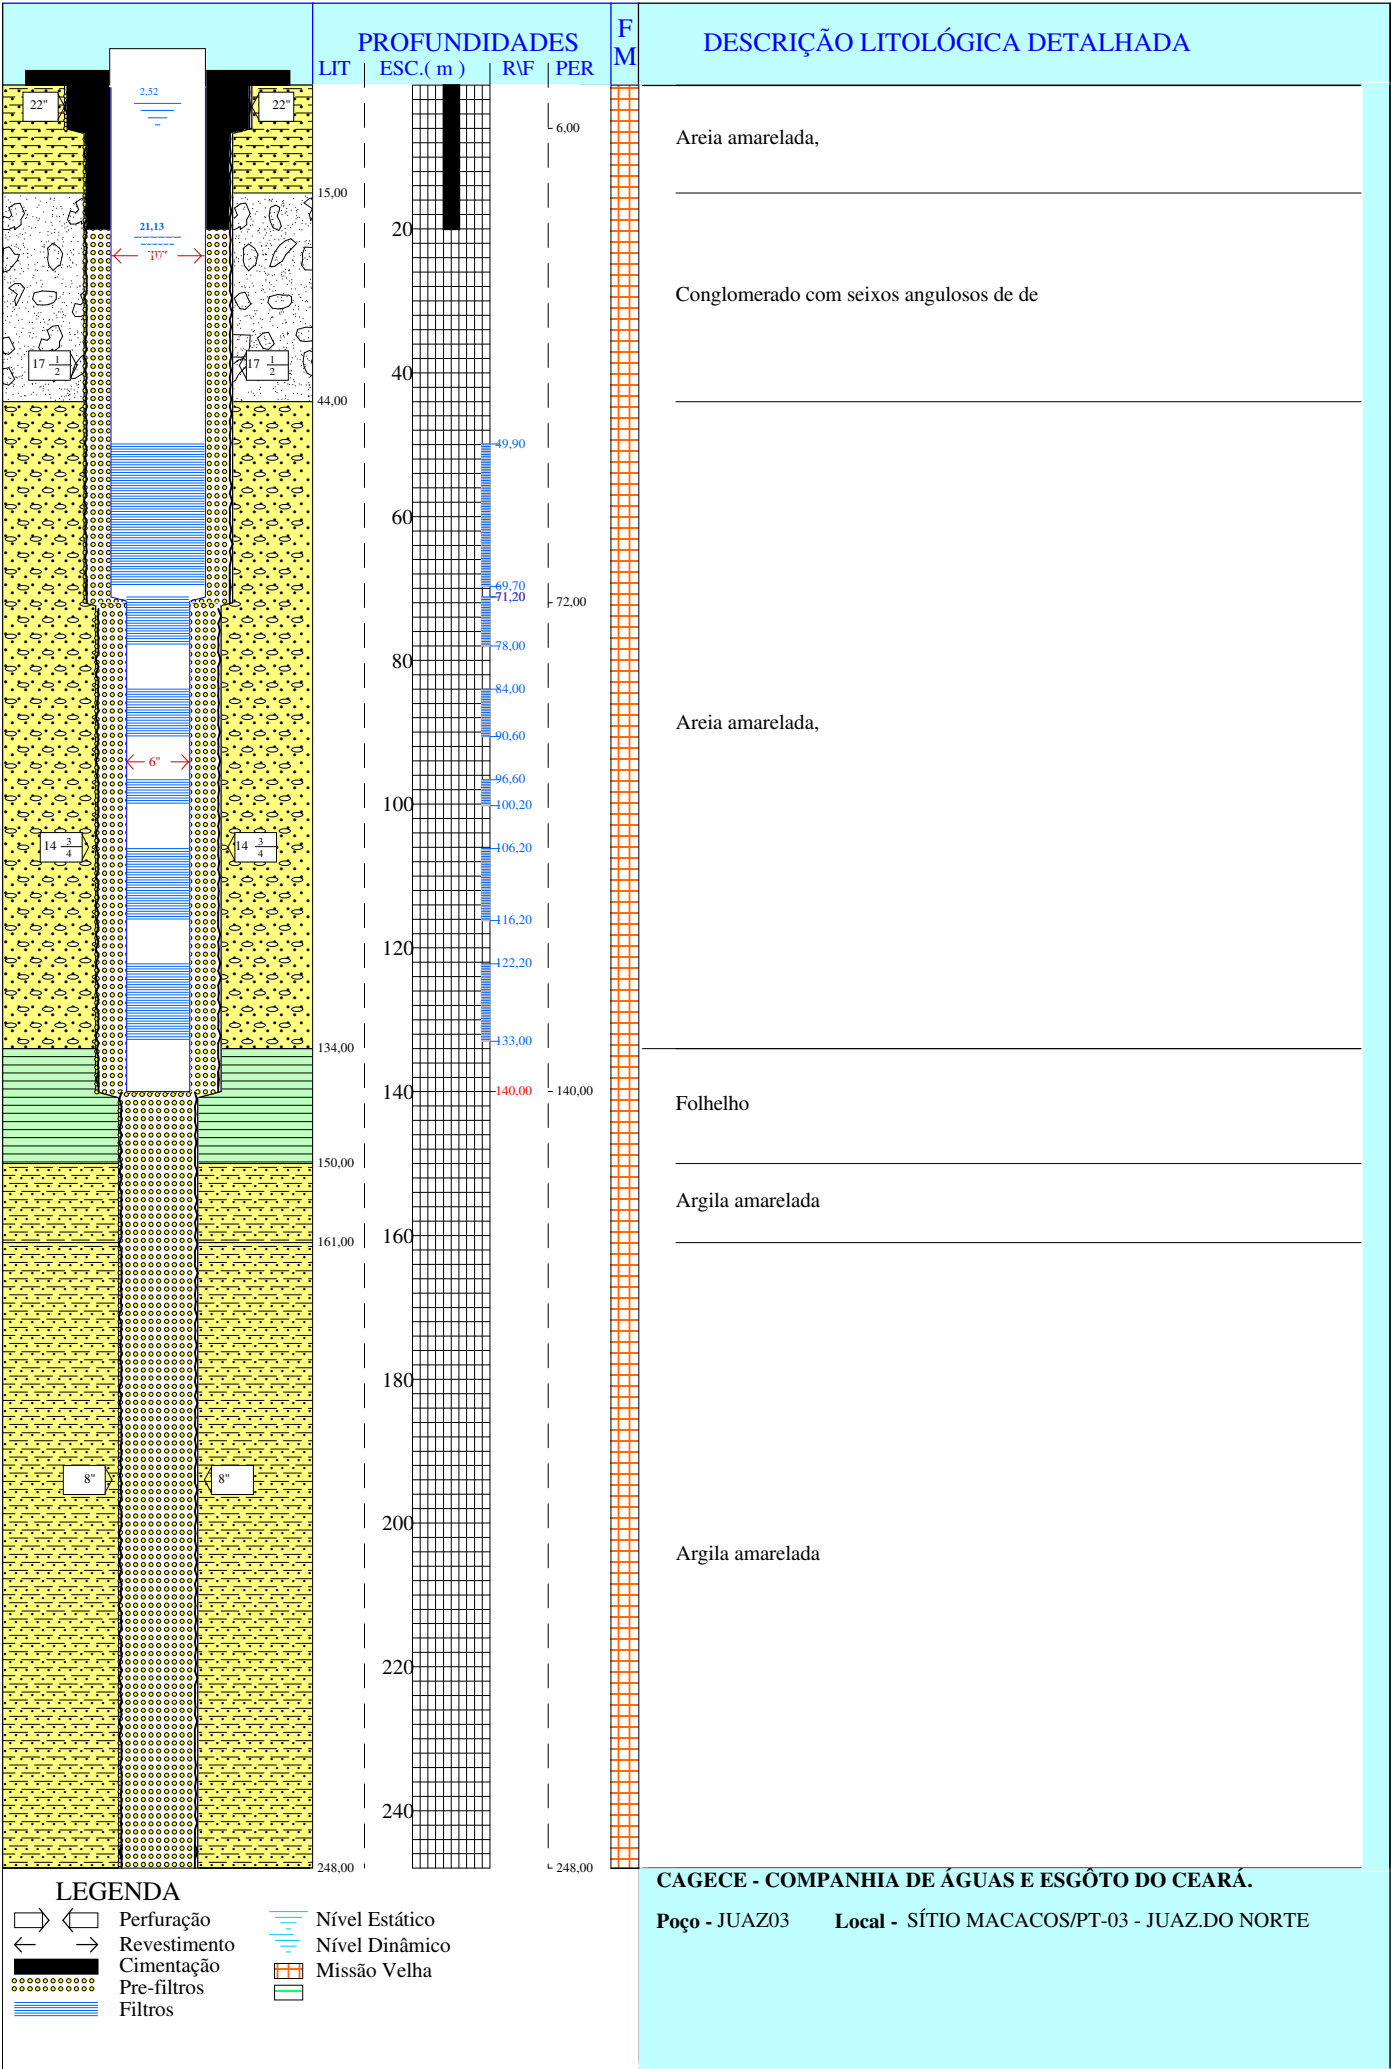 PROFUNDIDADES
LIT ESC.( m ) R\F PER
F
M
DESCRIÇÃO LITOLÓGICA DETALHADA
2,52
22" 22"
6,00
Areia amarelada,
15,00
21,13
20
Conglomerado com seixos angulosos de de
17 1/2 17 1/2
40
44,00
49,90
60
69,70
71,20 72,00
78,00
80
84,00
Areia amarelada,
90,60
6"
96,60
100
100,20
14 3/4 14 3/4
106,20
116,20
120
122,20
133,00
134,00
140 140,00 140,00
Folhelho
150,00
Argila amarelada
160
161,00
180
8" 8"
200
Argila amarelada
220
240
248,00 248,00
LEGENDA
Perfuração
Revestimento
Cimentação
Pre-filtros
Filtros
Nível Estático
Nível Dinâmico
Missão Velha
CAGECE - COMPANHIA DE ÁGUAS E ESGÔTO DO CEARÁ.
Poço - JUAZ03 Local - SÍTIO MACACOS/PT-03 - JUAZ.DO NORTE